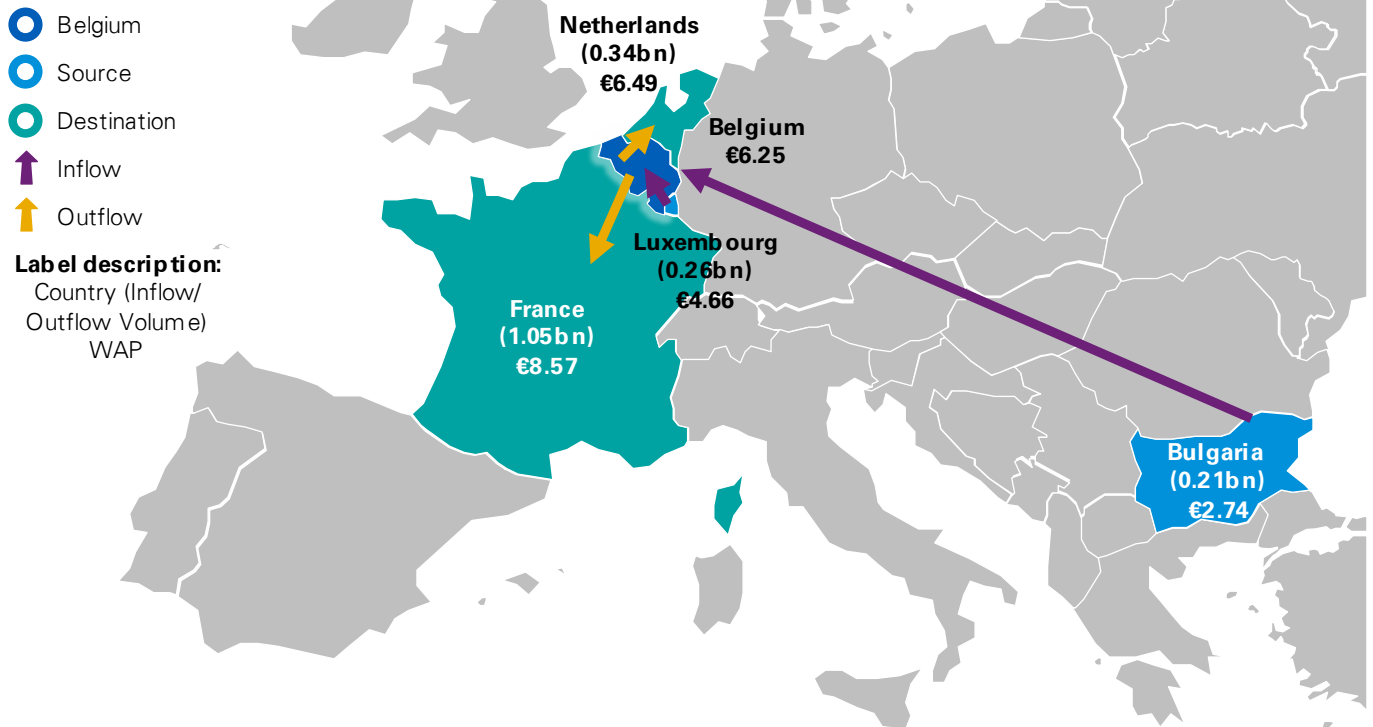 Belgium
Source
Destination
Inflow
Outflow
Label description:
Country (Inflow/
Outflow Volume)
WAP
Netherlands
(0.34bn)
€6.49
Belgium
€6.25
Luxembourg
(0.26bn)
€4.66
France
(1.05bn)
€8.57
Bulgaria
(0.21bn)
€2.74